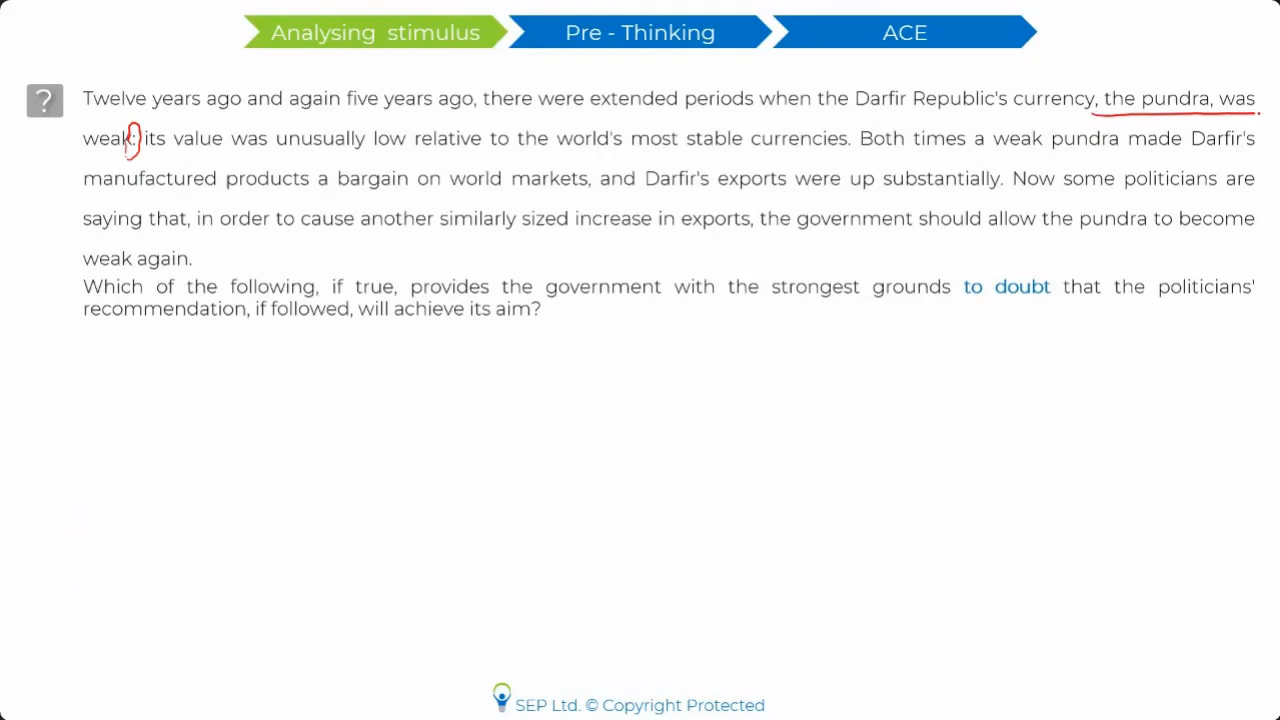 Analysing stimulus
Pre - Thinking
ACE
?
Twelve years ago and again five years ago, there were extended periods when the Darfir Republic's currency, the pundra, was
weak: its value was unusually low relative to the world's most stable currencies. Both times a weak pundra made Darfir's
manufactured products a bargain on world markets, and Darfir's exports were up substantially. Now some politicians are
saying that, in order to cause another similarly sized increase in exports, the government should allow the pundra to become
weak again.
Which of the following, if true, provides the government with the strongest grounds to doubt that the politicians'
recommendation, if followed, will achieve its aim?
SEP Ltd. © Copyright Protected